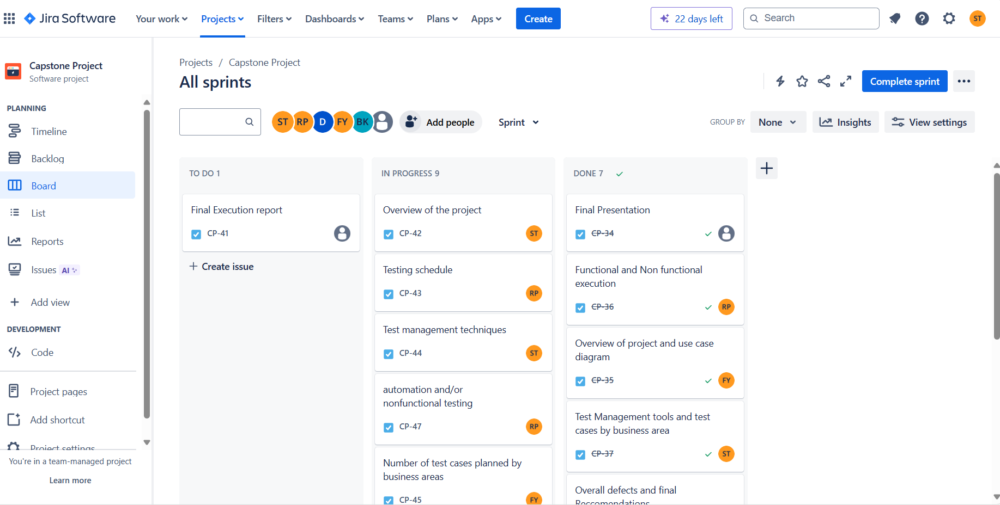 Jira Software
Your work
Projects
Filters
Dashboards
Teams
Plans
Apps
Create
22 days left
Search
ST
Capstone Project
Software project
PLANNING
Timeline
Backlog
Board
List
Reports
Issues AI
Add view
DEVELOPMENT
Code
Project pages
Add shortcut
Project settings
You're in a team-managed project
Learn more
Projects / Capstone Project
All sprints
Complete sprint
ST RP D FY BK
Add people
Sprint
GROUP BY
None
Insights
View settings
TO DO 1
Final Execution report
CP-41
Create issue
IN PROGRESS 9
Overview of the project
CP-42
ST
Testing schedule
CP-43
RP
Test management techniques
CP-44
ST
automation and/or
nonfunctional testing
CP-47
RP
Number of test cases planned by
business areas
CP-45
FY
DONE 7
Final Presentation
CP-34
Functional and Non functional
execution
CP-36
RP
Overview of project and use case
diagram
CP-35
FY
Test Management tools and test
cases by business area
CP-37
ST
Overall defects and final
Reccomendations